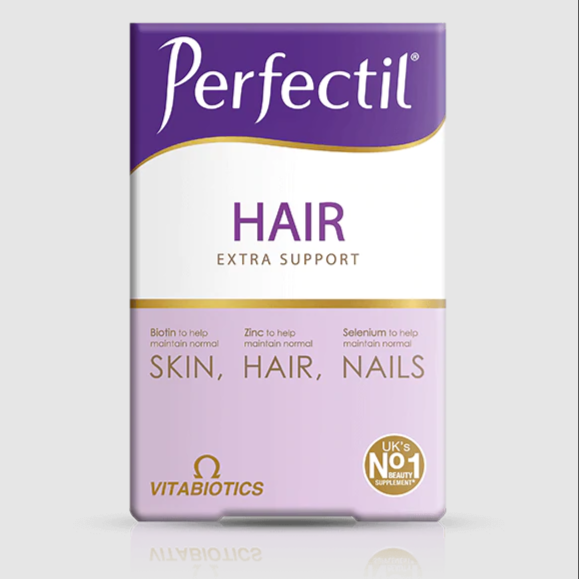 Perfectil®
HAIR
EXTRA SUPPORT
Biotin to help
maintain normal
SKIN,
Zinc to help
maintain normal
HAIR,
Selenium to help
maintain normal
NAILS
Ω
VITABIOTICS
UK's
No1
BEAUTY
SUPPLEMENT*
VITABIOTICS